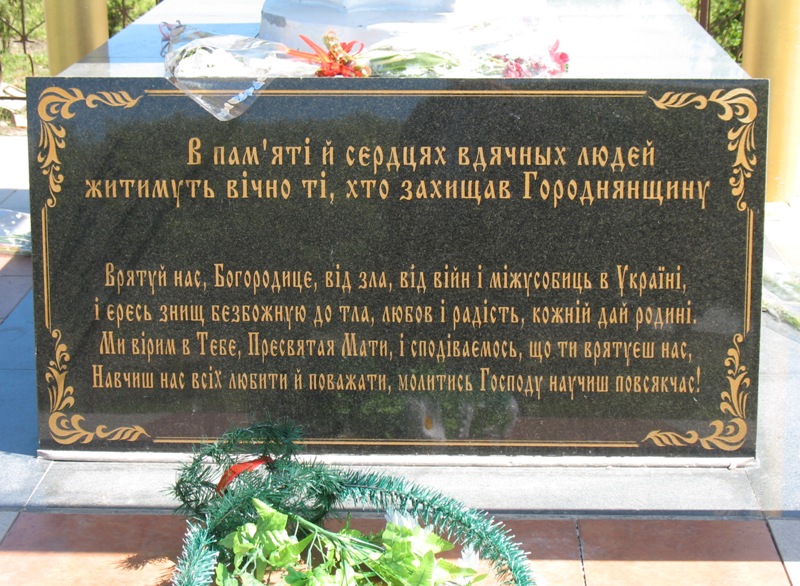 В пам'яті й сердцях вдячных людей
житимуть вічно ті, хто захищав Городнянщину
Врятуй нас, Богородице, від зла, від війн і міжусобиць в Україні,
і єресь знищ безбожную до тла, любов і радість, кожній дай родині.
Ми вірим в Тебе, Пресвятая Мати, і сподіваємось, що ти врятуєш нас,
Навчиш нас всіх любити й поважати, молитись Господу научиш повсякчас!